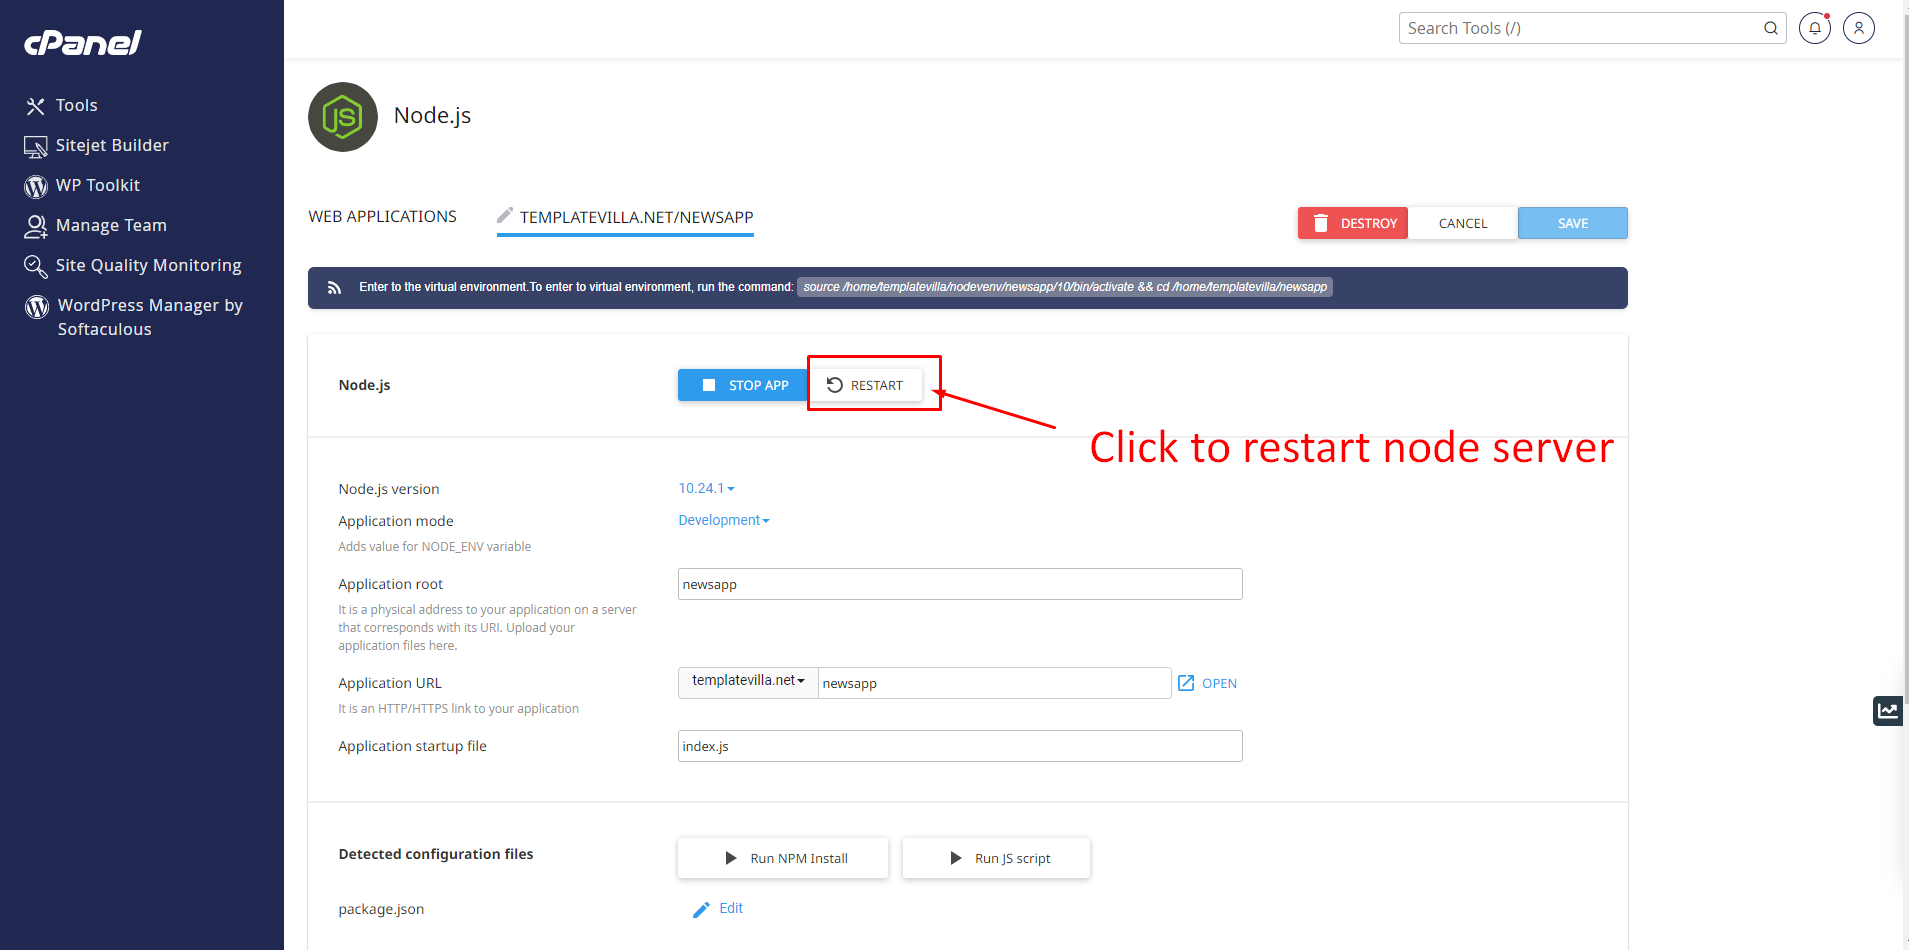 cPanel
Search Tools (/)
Tools
Sitejet Builder
WP Toolkit
Manage Team
Site Quality Monitoring
WordPress Manager by
Softaculous
JS
Node.js
WEB APPLICATIONS
TEMPLATEVILLA.NET/NEWSAPP
DESTROY
CANCEL
SAVE
Enter to the virtual environment.To enter to virtual environment, run the command: source /home/templatevilla/nodevenv/newsapp/10/bin/activate && cd /home/templatevilla/newsapp
Node.js
STOP APP
RESTART
Click to restart node server
Node.js version
10.24.1
Application mode
Development
Adds value for NODE_ENV variable
Application root
newsapp
It is a physical address to your application on a server
that corresponds with its URI. Upload your
application files here.
Application URL
templatevilla.net
newsapp
OPEN
It is an HTTP/HTTPS link to your application
Application startup file
index.js
Detected configuration files
Run NPM Install
Run JS script
package.json
Edit